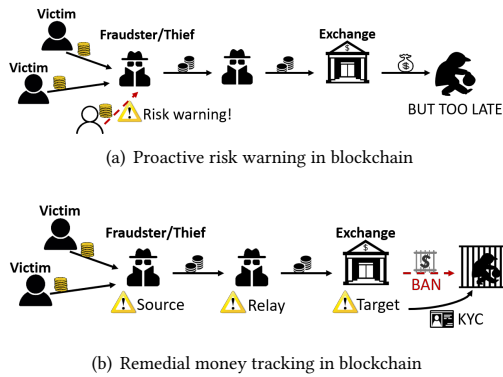 Victim
Fraudster/Thief
Exchange
$
Victim
$
Risk warning!
BUT TOO LATE
(a) Proactive risk warning in blockchain
Victim
Fraudster/Thief
Exchange
$
$
Victim
BAN
Source
Relay
Target
KYC
(b) Remedial money tracking in blockchain